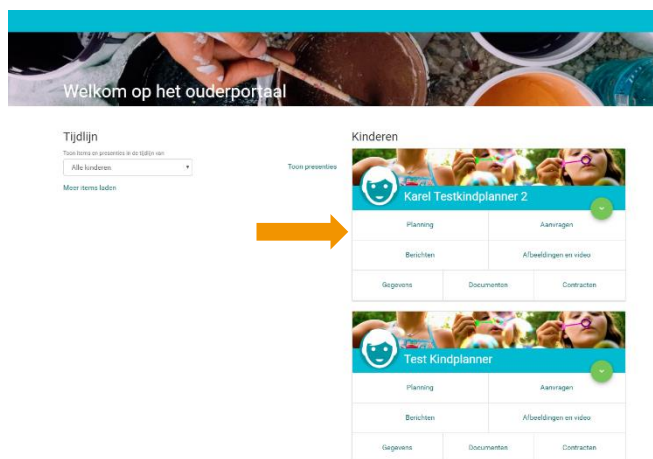 Welkom op het ouderportaal
Tijdlijn
Toon items en presenties in de tijdlijn van
Alle kinderen
Toon presenties
Meer items laden
Kinderen
Karel Testkindplanner 2
Planning
Aanvragen
Berichten
Afbeeldingen en video
Gegevens
Documenten
Contracten
Test Kindplanner
Planning
Aanvragen
Berichten
Afbeeldingen en video
Gegevens
Documenten
Contracten